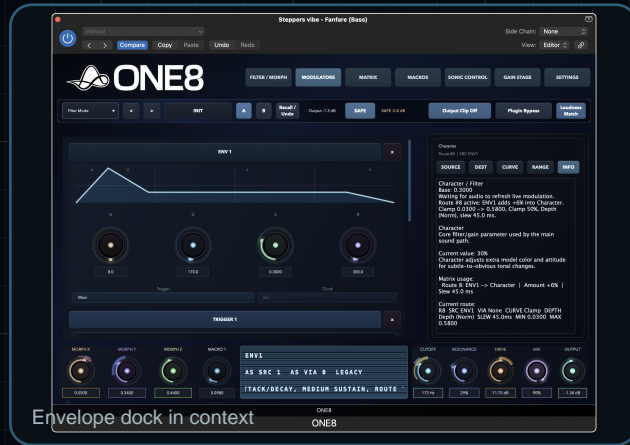 Steppers vibe - Fanfare (Bass)
Manual
Side Chain: None
Compare Copy Paste Undo Redo
View: Editor
ONE8
FILTER / MORPH MODULATORS MATRIX MACROS SONIC CONTROL GAIN STAGE SETTINGS
Filter Mode < > INIT A B Recall / Undo Output -1.3 dB SAFE SAFE -0.0 dB Output Clip Off Plugin Bypass Loudness Match
ENV 1 ×
A D S R
A D S R
8.0 170.0 0.5000 300.0
Trigger Clock
Main
TRIGGER 1 ×
Character
Route #8 | SRC ENV1
SOURCE DEST CURVE RANGE INFO
Character / Filter
Base: 0.3000
Waiting for audio to refresh live modulation.
Route #8 active: ENV1 adds +6% into Character.
Clamp 0.0300 -> 0.5800, Clamp 50%, Depth
(Norm), slew 45.0 ms.
Character
Core filter/gain parameter used by the main
sound path.
Current value: 30%
Character adjusts extra model color and attitude
for subtle-to-obvious tonal changes.
Matrix usage:
Route 8: ENV1 -> Character | Amount +6% |
Slew 45.0 ms
Current route:
R8 SRC ENV1 VIA None CURVE Clamp DEPTH
Depth (Norm) SLEW 45.0ms MIN 0.0300 MAX
0.5800
MORPH X MORPH Y MORPH Z MACRO 1
0.5500 0.3400 0.4400 0.0980
ENV1
AS SRC 1 AS VIA 0 LEGACY
TACK/DECAY, MEDIUM SUSTAIN, ROUTE
CUTOFF RESONANCE DRIVE MIX OUTPUT
173 Hz 29% 11.75 dB 90% -1.34 dB
ONE8
ONE8
Envelope dock in context